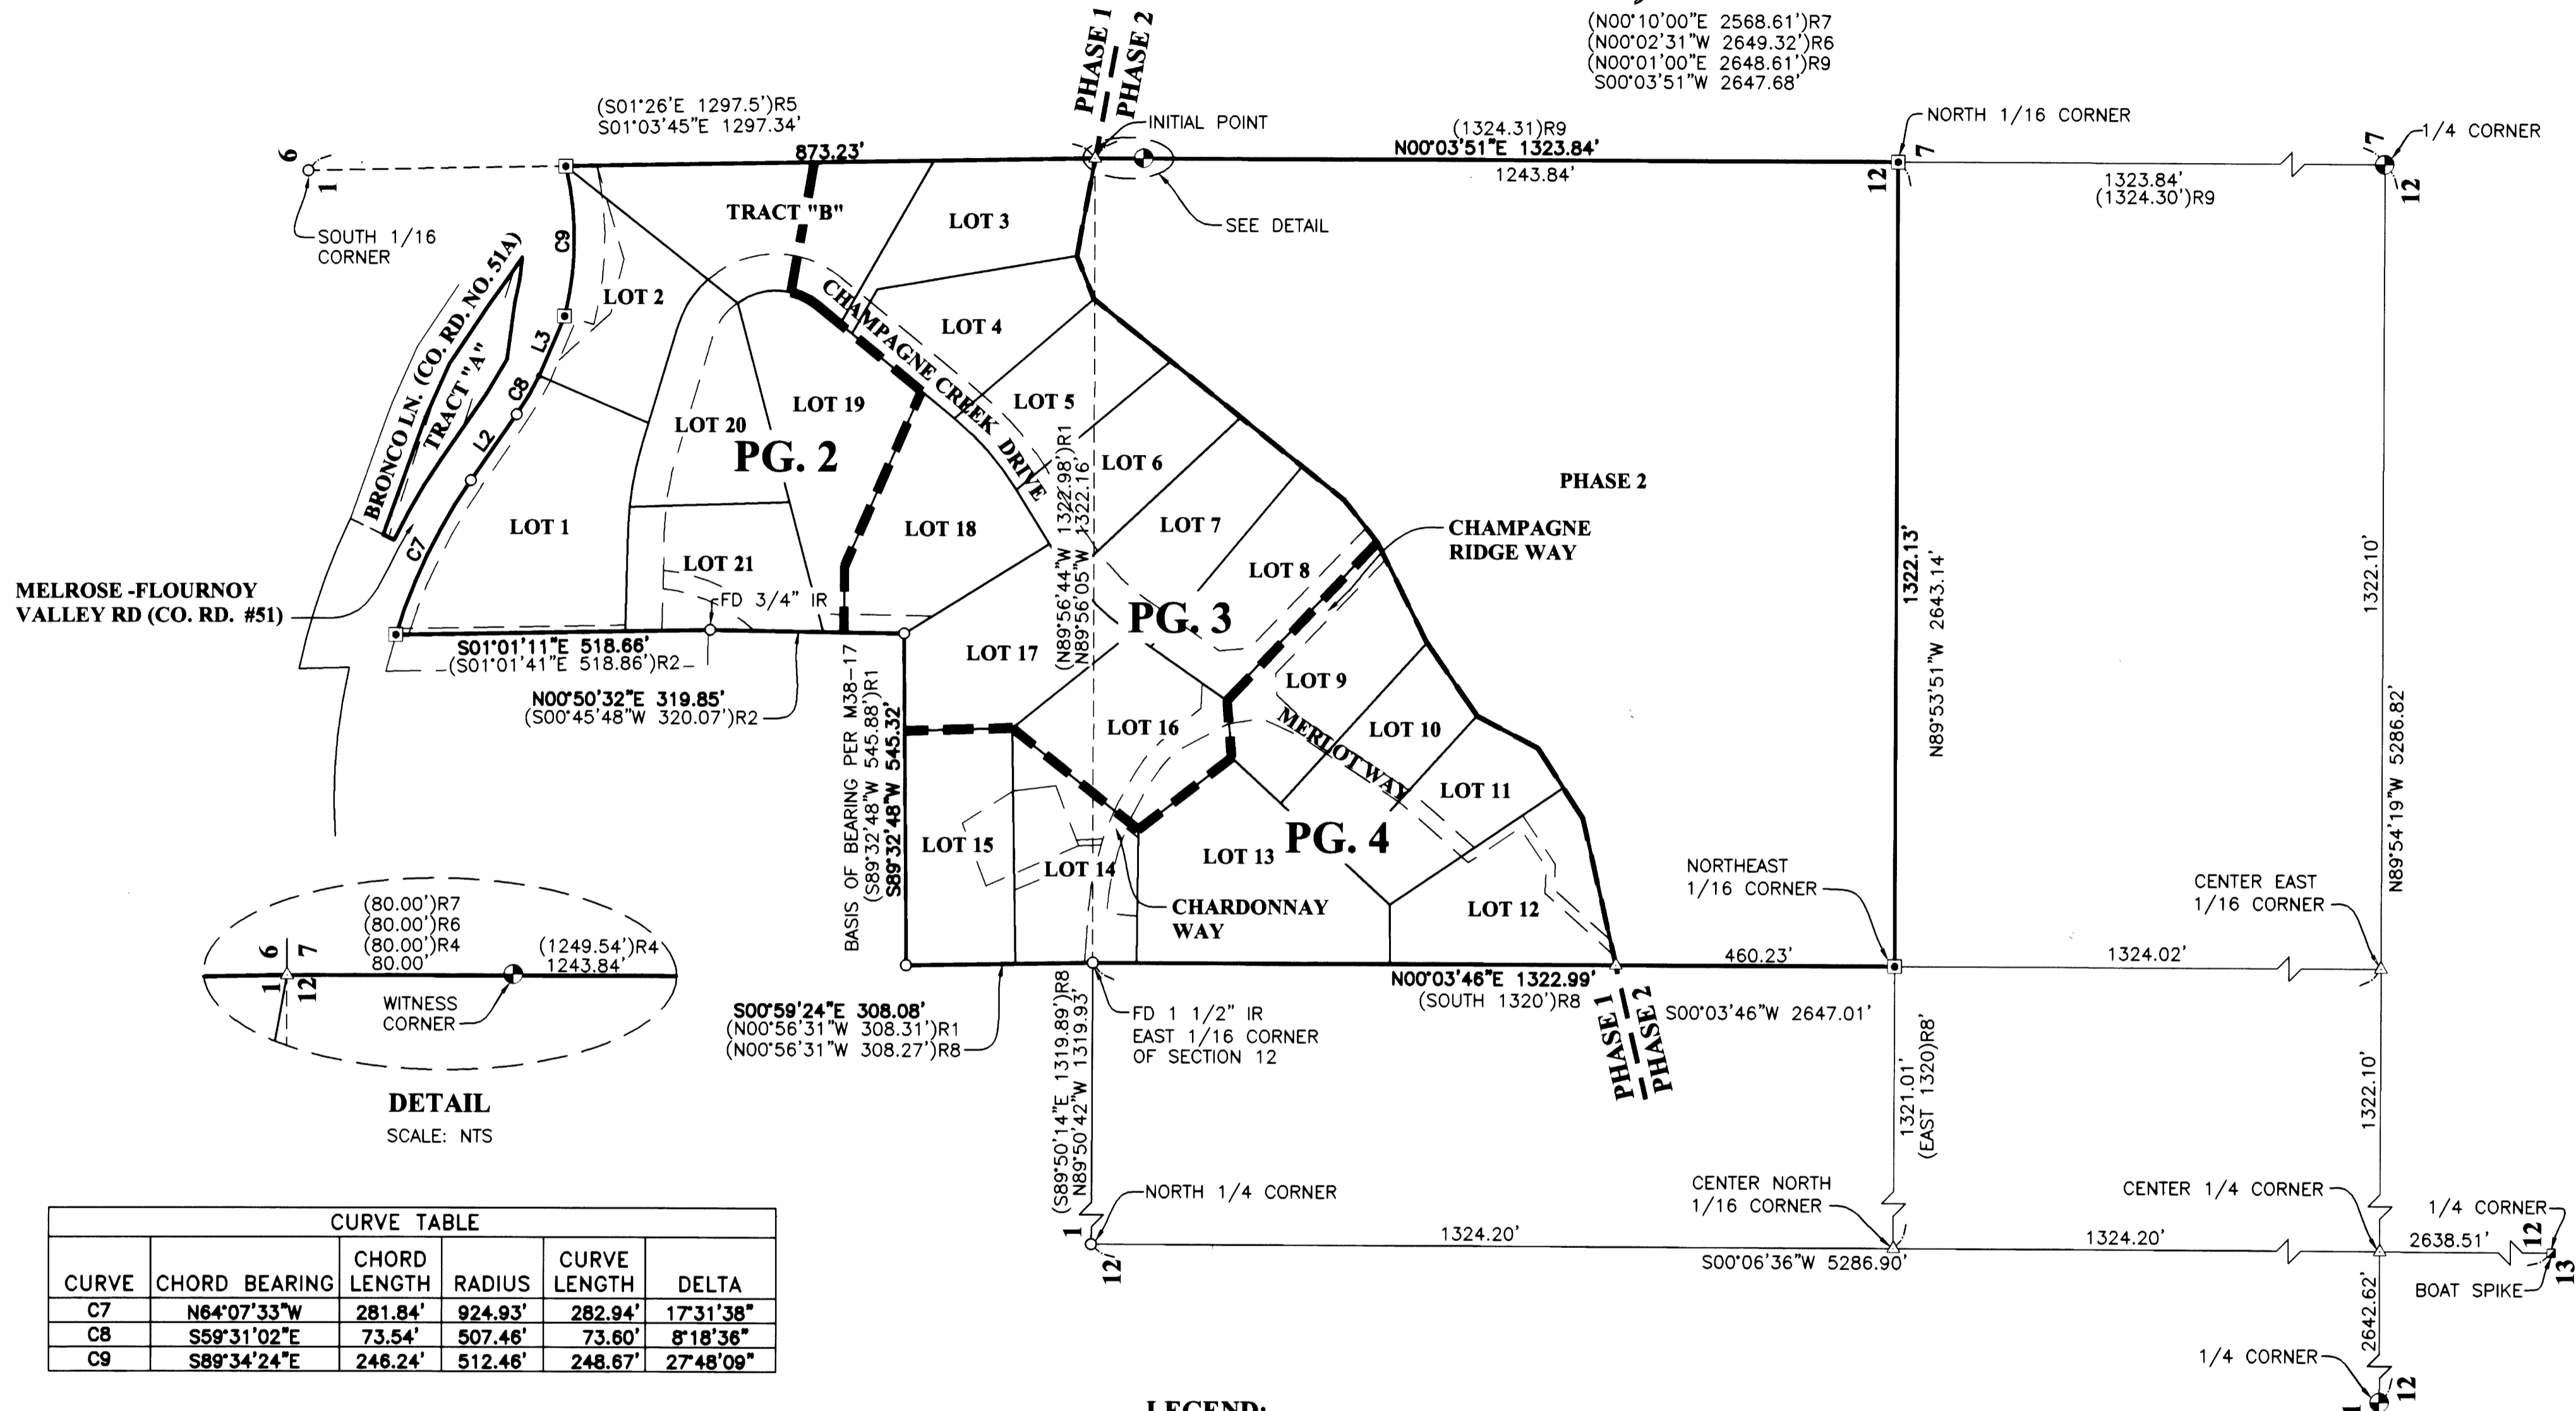 (N00°10'00"E 2568.61')R7
(N00°02'31"W 2649.32')R6
(N00°01'00"E 2648.61')R9
S00°03'51"W 2647.68'
PHASE 1
PHASE 2
(S01°26'E 1297.5')R5
S01°03'45"E 1297.34'
873.23'
INITIAL POINT
(1324.31)R9
N00°03'51"E 1323.84'
1243.84'
NORTH 1/16 CORNER
7
12
1/4 CORNER
7
12
1323.84'
(1324.30')R9
6
1
SOUTH 1/16
CORNER
SEE DETAIL
TRACT "B"
LOT 3
C9
LOT 2
BRONCO LN. (CO. RD. NO. 51A)
TRACT "A"
L3
C8
L2
C7
CHAMPAGNE CREEK DRIVE
LOT 4
LOT 5
LOT 6
LOT 7
LOT 8
LOT 19
LOT 20
PG. 2
LOT 1
LOT 18
LOT 21
FD 3/4" IR
(N89°56'44"W 1322.98')R1
N89°56'05"W 1322.16'
PHASE 2
CHAMPAGNE
RIDGE WAY
1322.13'
N89°53'51"W 2643.14'
1322.10'
N89°54'19"W 5286.82'
MELROSE -FLOURNOY
VALLEY RD (CO. RD. #51)
S01°01'11"E 518.66'
(S01°01'41"E 518.86')R2
N00°50'32"E 319.85'
(S00°45'48"W 320.07')R2
BASIS OF BEARING PER M38-17
(S89°32'48"W 545.88')R1
S89°32'48"W 545.32'
PG. 3
LOT 17
LOT 9
LOT 16
MERLOT WAY
LOT 10
LOT 11
LOT 15
LOT 14
LOT 13
PG. 4
LOT 12
CHARDONNAY
WAY
NORTHEAST
1/16 CORNER
CENTER EAST
1/16 CORNER
460.23'
1324.02'
(80.00')R7
(80.00')R6
(80.00')R4
80.00'
(1249.54')R4
1243.84'
6
7
1
12
WITNESS
CORNER
DETAIL
SCALE: NTS
S00°59'24"E 308.08'
(N00°56'31"W 308.31')R1
(N00°56'31"W 308.27')R8
N00°03'46"E 1322.99'
(SOUTH 1320')R8
S00°03'46"W 2647.01'
PHASE 1
PHASE 2
FD 1 1/2" IR
EAST 1/16 CORNER
OF SECTION 12
(S89°50'14"E 1319.89')R8
N89°50'42"W 1319.93'
1321.01'
(EAST 1320)R8'
1322.10'
NORTH 1/4 CORNER
1
12
CENTER NORTH
1/16 CORNER
CENTER 1/4 CORNER
1/4 CORNER
1324.20'
S00°06'36"W 5286.90'
1324.20'
2638.51'
12
13
BOAT SPIKE
2642.62'
1/4 CORNER
12
CURVE TABLE
CURVE CHORD BEARING CHORD LENGTH RADIUS CURVE LENGTH DELTA
C7 N64°07'33"W 281.84' 924.93' 282.94' 17°31'38"
C8 S59°31'02"E 73.54' 507.46' 73.60' 8°18'36"
C9 S89°34'24"E 246.24' 512.46' 248.67' 27°48'09"
LEGEND: